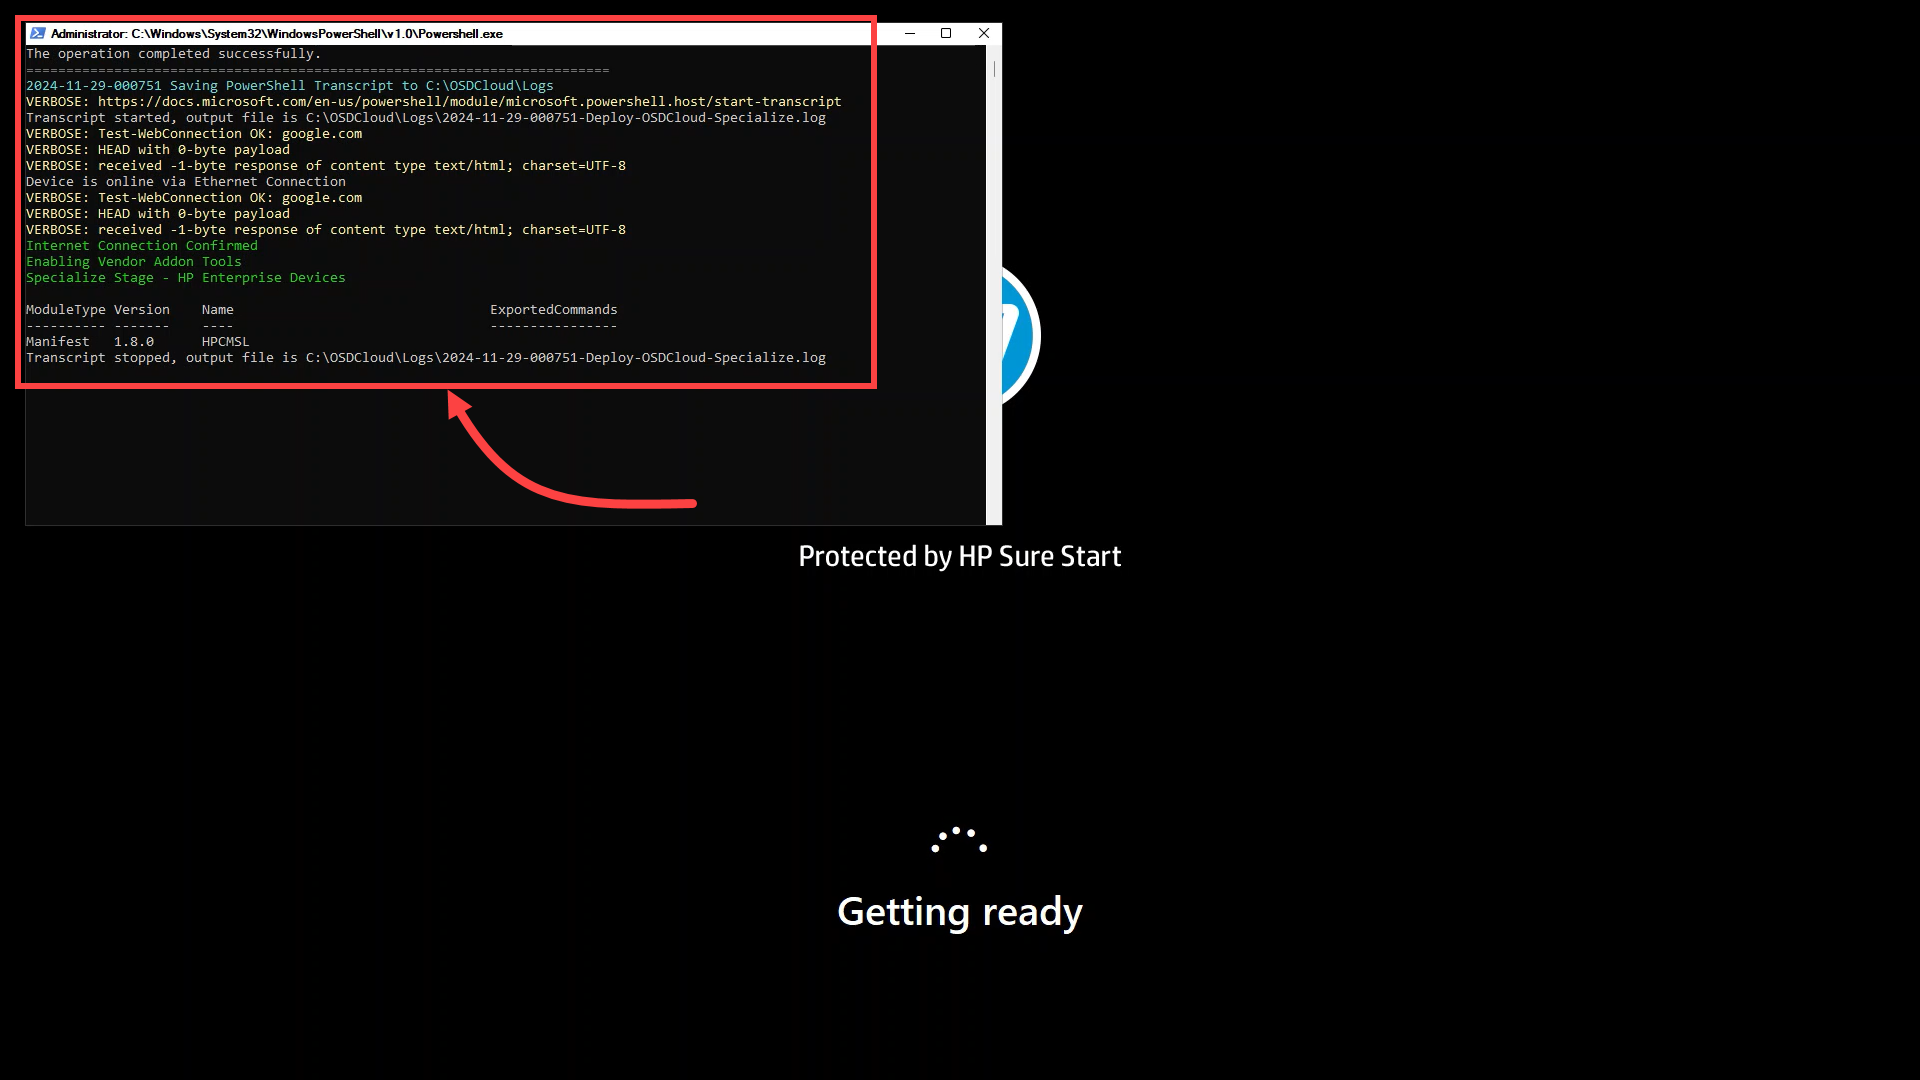 Administrator: C:\Windows\System32\WindowsPowerShell\v1.0\Powershell.exe
The operation completed successfully.
=========================================================================
2024-11-29-000751 Saving PowerShell Transcript to C:\OSDCloud\Logs
VERBOSE: https://docs.microsoft.com/en-us/powershell/module/microsoft.powershell.host/start-transcript
Transcript started, output file is C:\OSDCloud\Logs\2024-11-29-000751-Deploy-OSDCloud-Specialize.log
VERBOSE: Test-WebConnection OK: google.com
VERBOSE: HEAD with 0-byte payload
VERBOSE: received -1-byte response of content type text/html; charset=UTF-8
Device is online via Ethernet Connection
VERBOSE: Test-WebConnection OK: google.com
VERBOSE: HEAD with 0-byte payload
VERBOSE: received -1-byte response of content type text/html; charset=UTF-8
Internet Connection Confirmed
Enabling Vendor Addon Tools
Specialize Stage - HP Enterprise Devices
ModuleType Version    Name                                ExportedCommands
---------- -------    ----                                ----------------
Manifest   1.8.0      HPCMSL
Transcript stopped, output file is C:\OSDCloud\Logs\2024-11-29-000751-Deploy-OSDCloud-Specialize.log
Protected by HP Sure Start
Getting ready